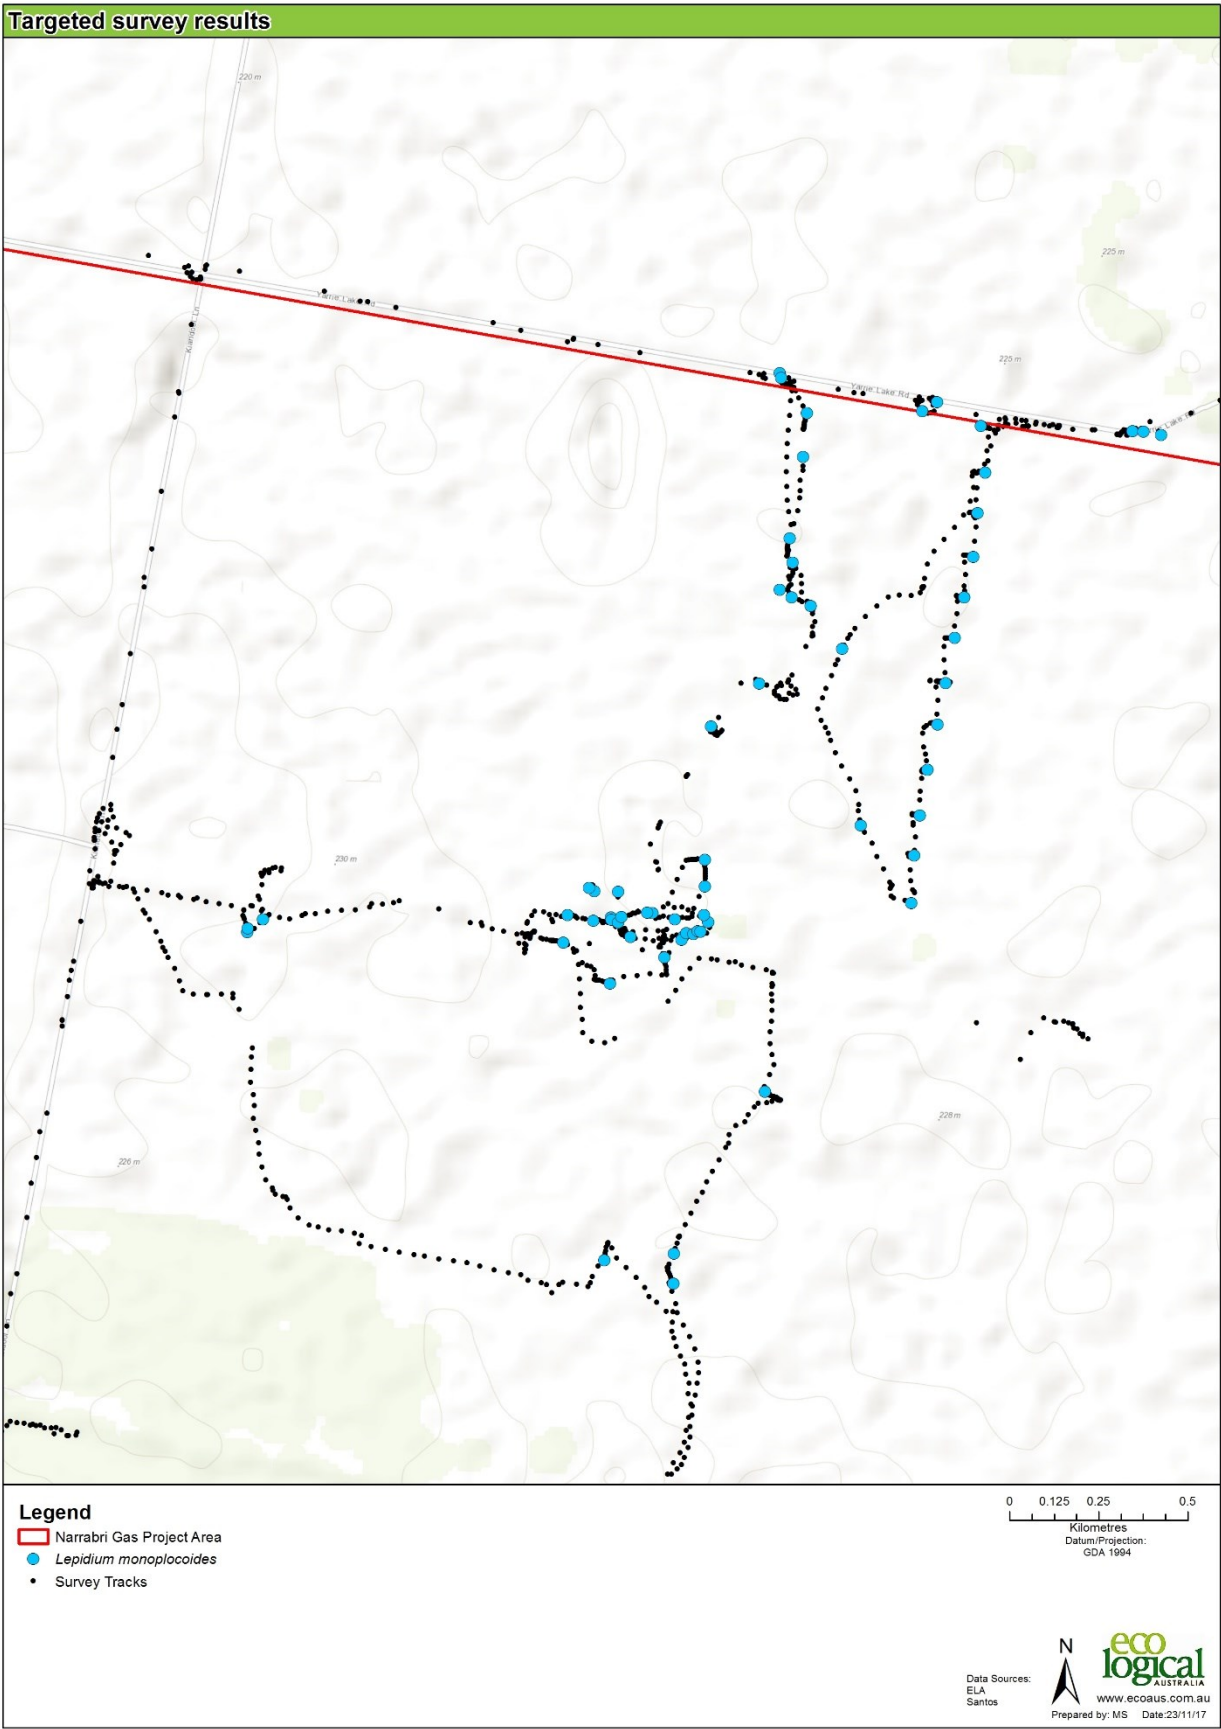 Targeted survey results
220 m
225 m
Yarrie Lake Rd
225 m
Yarrie Lake Rd
230 m
228 m
226 m
Legend
Narrabri Gas Project Area
Lepidium monoplocoides
Survey Tracks
0 0.125 0.25 0.5
Kilometres
Datum/Projection:
GDA 1994
N
Data Sources:
ELA
Santos
eco
logical
AUSTRALIA
www.ecoaus.com.au
Prepared by: MS Date:23/11/17